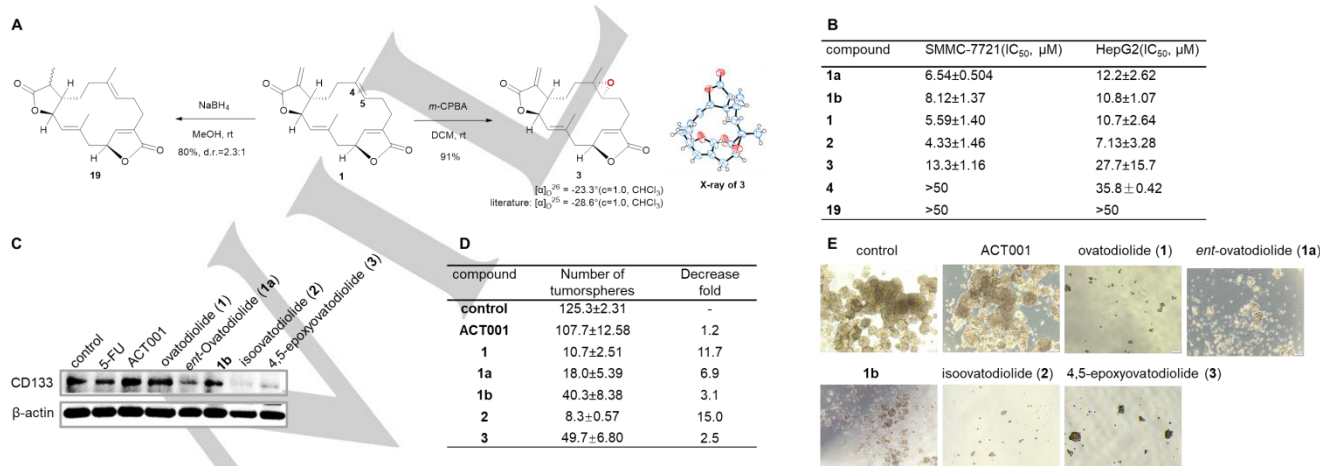 A
NaBH4
MeOH, rt
80%, d.r.=2.3:1
19
H
O
4
5
1
m-CPBA
DCM, rt
91%
3
[α]D26 = -23.3°(c=1.0, CHCl3)
literature: [α]D25 = -28.6°(c=1.0, CHCl3)
X-ray of 3
B
compound SMMC-7721(IC50, μM) HepG2(IC50, μM)
1a 6.54±0.504 12.2±2.62
1b 8.12±1.37 10.8±1.07
1 5.59±1.40 10.7±2.64
2 4.33±1.46 7.13±3.28
3 13.3±1.16 27.7±15.7
4 >50 35.8±0.42
19 >50 >50
C
control
5-FU
ACT001
ovatodiolide (1)
ent-Ovatodiolide (1a)
1b
isoovatodiolide (2)
4,5-epoxyovatodiolide (3)
CD133
β-actin
D
compound Number of tumorspheres Decrease fold
control 125.3±2.31 -
ACT001 107.7±12.58 1.2
1 10.7±2.51 11.7
1a 18.0±5.39 6.9
1b 40.3±8.38 3.1
2 8.3±0.57 15.0
3 49.7±6.80 2.5
E
control ACT001 ovatodiolide (1) ent-ovatodiolide (1a)
1b isoovatodiolide (2) 4,5-epoxyovatodiolide (3)